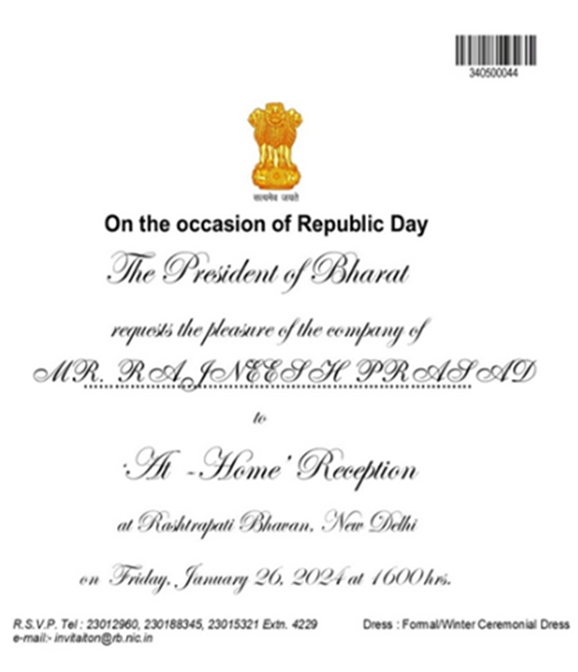 340500044
सत्यमेव जयते
On the occasion of Republic Day
The President of Bharat
requests the pleasure of the company of
MR. RAJNEESH PRASAD
to
'At -Home' Reception
at Rashtrapati Bhavan, New Delhi
on Friday, January 26, 2024 at 1600 hrs.
R.S.V.P. Tel : 23012960, 230188345, 23015321 Extn. 4229 Dress : Formal/Winter Ceremonial Dress
e-mail:- invitaiton@rb.nic.in